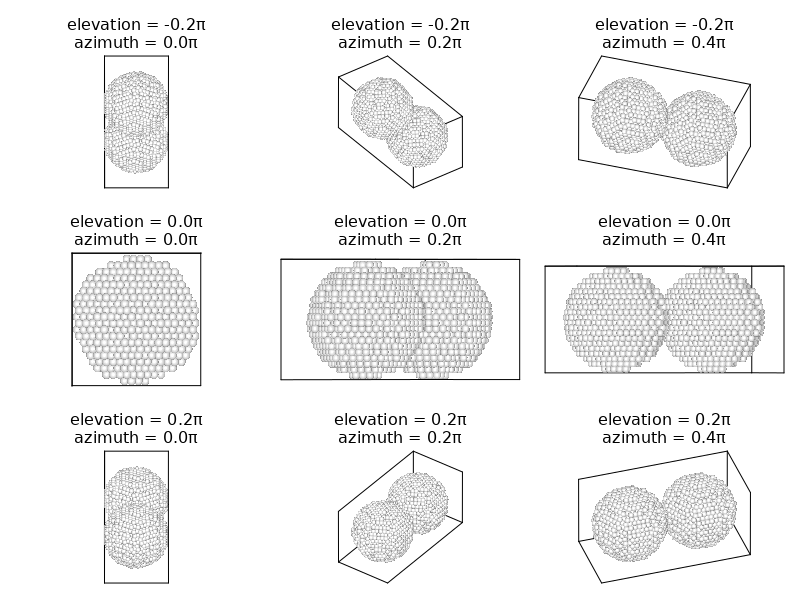 elevation = -0.2π
azimuth = 0.0π
elevation = -0.2π
azimuth = 0.2π
elevation = -0.2π
azimuth = 0.4π
elevation = 0.0π
azimuth = 0.0π
elevation = 0.0π
azimuth = 0.2π
elevation = 0.0π
azimuth = 0.4π
elevation = 0.2π
azimuth = 0.0π
elevation = 0.2π
azimuth = 0.2π
elevation = 0.2π
azimuth = 0.4π